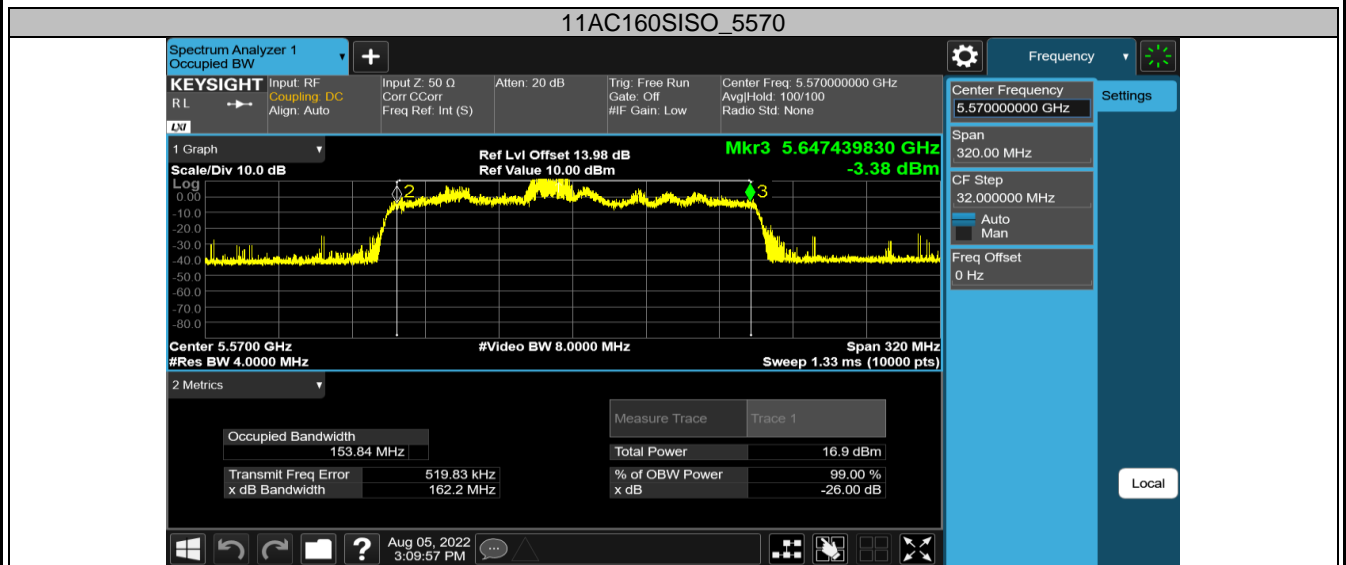 11AC160SISO_5570
Spectrum Analyzer 1
Occupied BW
+
Frequency
KEYSIGHT
R L
LXI
Input: RF
Coupling: DC
Align: Auto
Input Z: 50 Ω
Corr CCorr
Freq Ref: Int (S)
Atten: 20 dB
Trig: Free Run
Gate: Off
#IF Gain: Low
Center Freq: 5.570000000 GHz
Avg|Hold: 100/100
Radio Std: None
Center Frequency
5.570000000 GHz
Settings
Span
320.00 MHz
CF Step
32.000000 MHz
Auto
Man
Freq Offset
0 Hz
1 Graph
Scale/Div 10.0 dB
Ref Lvl Offset 13.98 dB
Ref Value 10.00 dBm
Mkr3 5.647439830 GHz
-3.38 dBm
Log
0.00
-10.0
-20.0
-30.0
-40.0
-50.0
-60.0
-70.0
-80.0
2
3
Center 5.5700 GHz
#Video BW 8.0000 MHz
Span 320 MHz
#Res BW 4.0000 MHz
Sweep 1.33 ms (10000 pts)
2 Metrics
Measure Trace Trace 1
Occupied Bandwidth
153.84 MHz
Total Power 16.9 dBm
Transmit Freq Error 519.83 kHz
% of OBW Power 99.00 %
x dB Bandwidth 162.2 MHz
x dB -26.00 dB
Local
?
Aug 05, 2022
3:09:57 PM